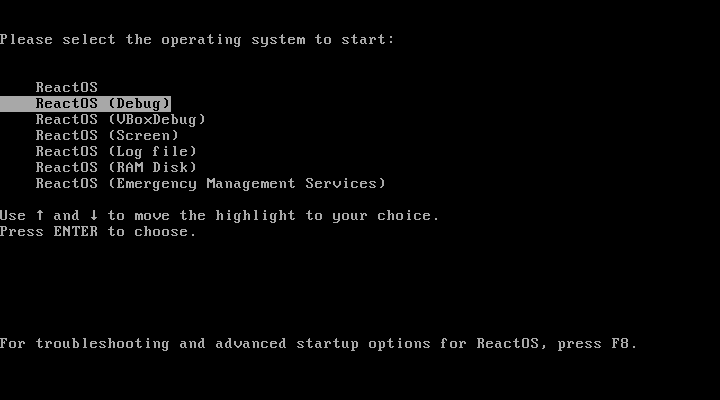 Please select the operating system to start:
ReactOS
ReactOS (Debug)
ReactOS (VBoxDebug)
ReactOS (Screen)
ReactOS (Log file)
ReactOS (RAM Disk)
ReactOS (Emergency Management Services)
Use ↑ and ↓ to move the highlight to your choice.
Press ENTER to choose.
For troubleshooting and advanced startup options for ReactOS, press F8.